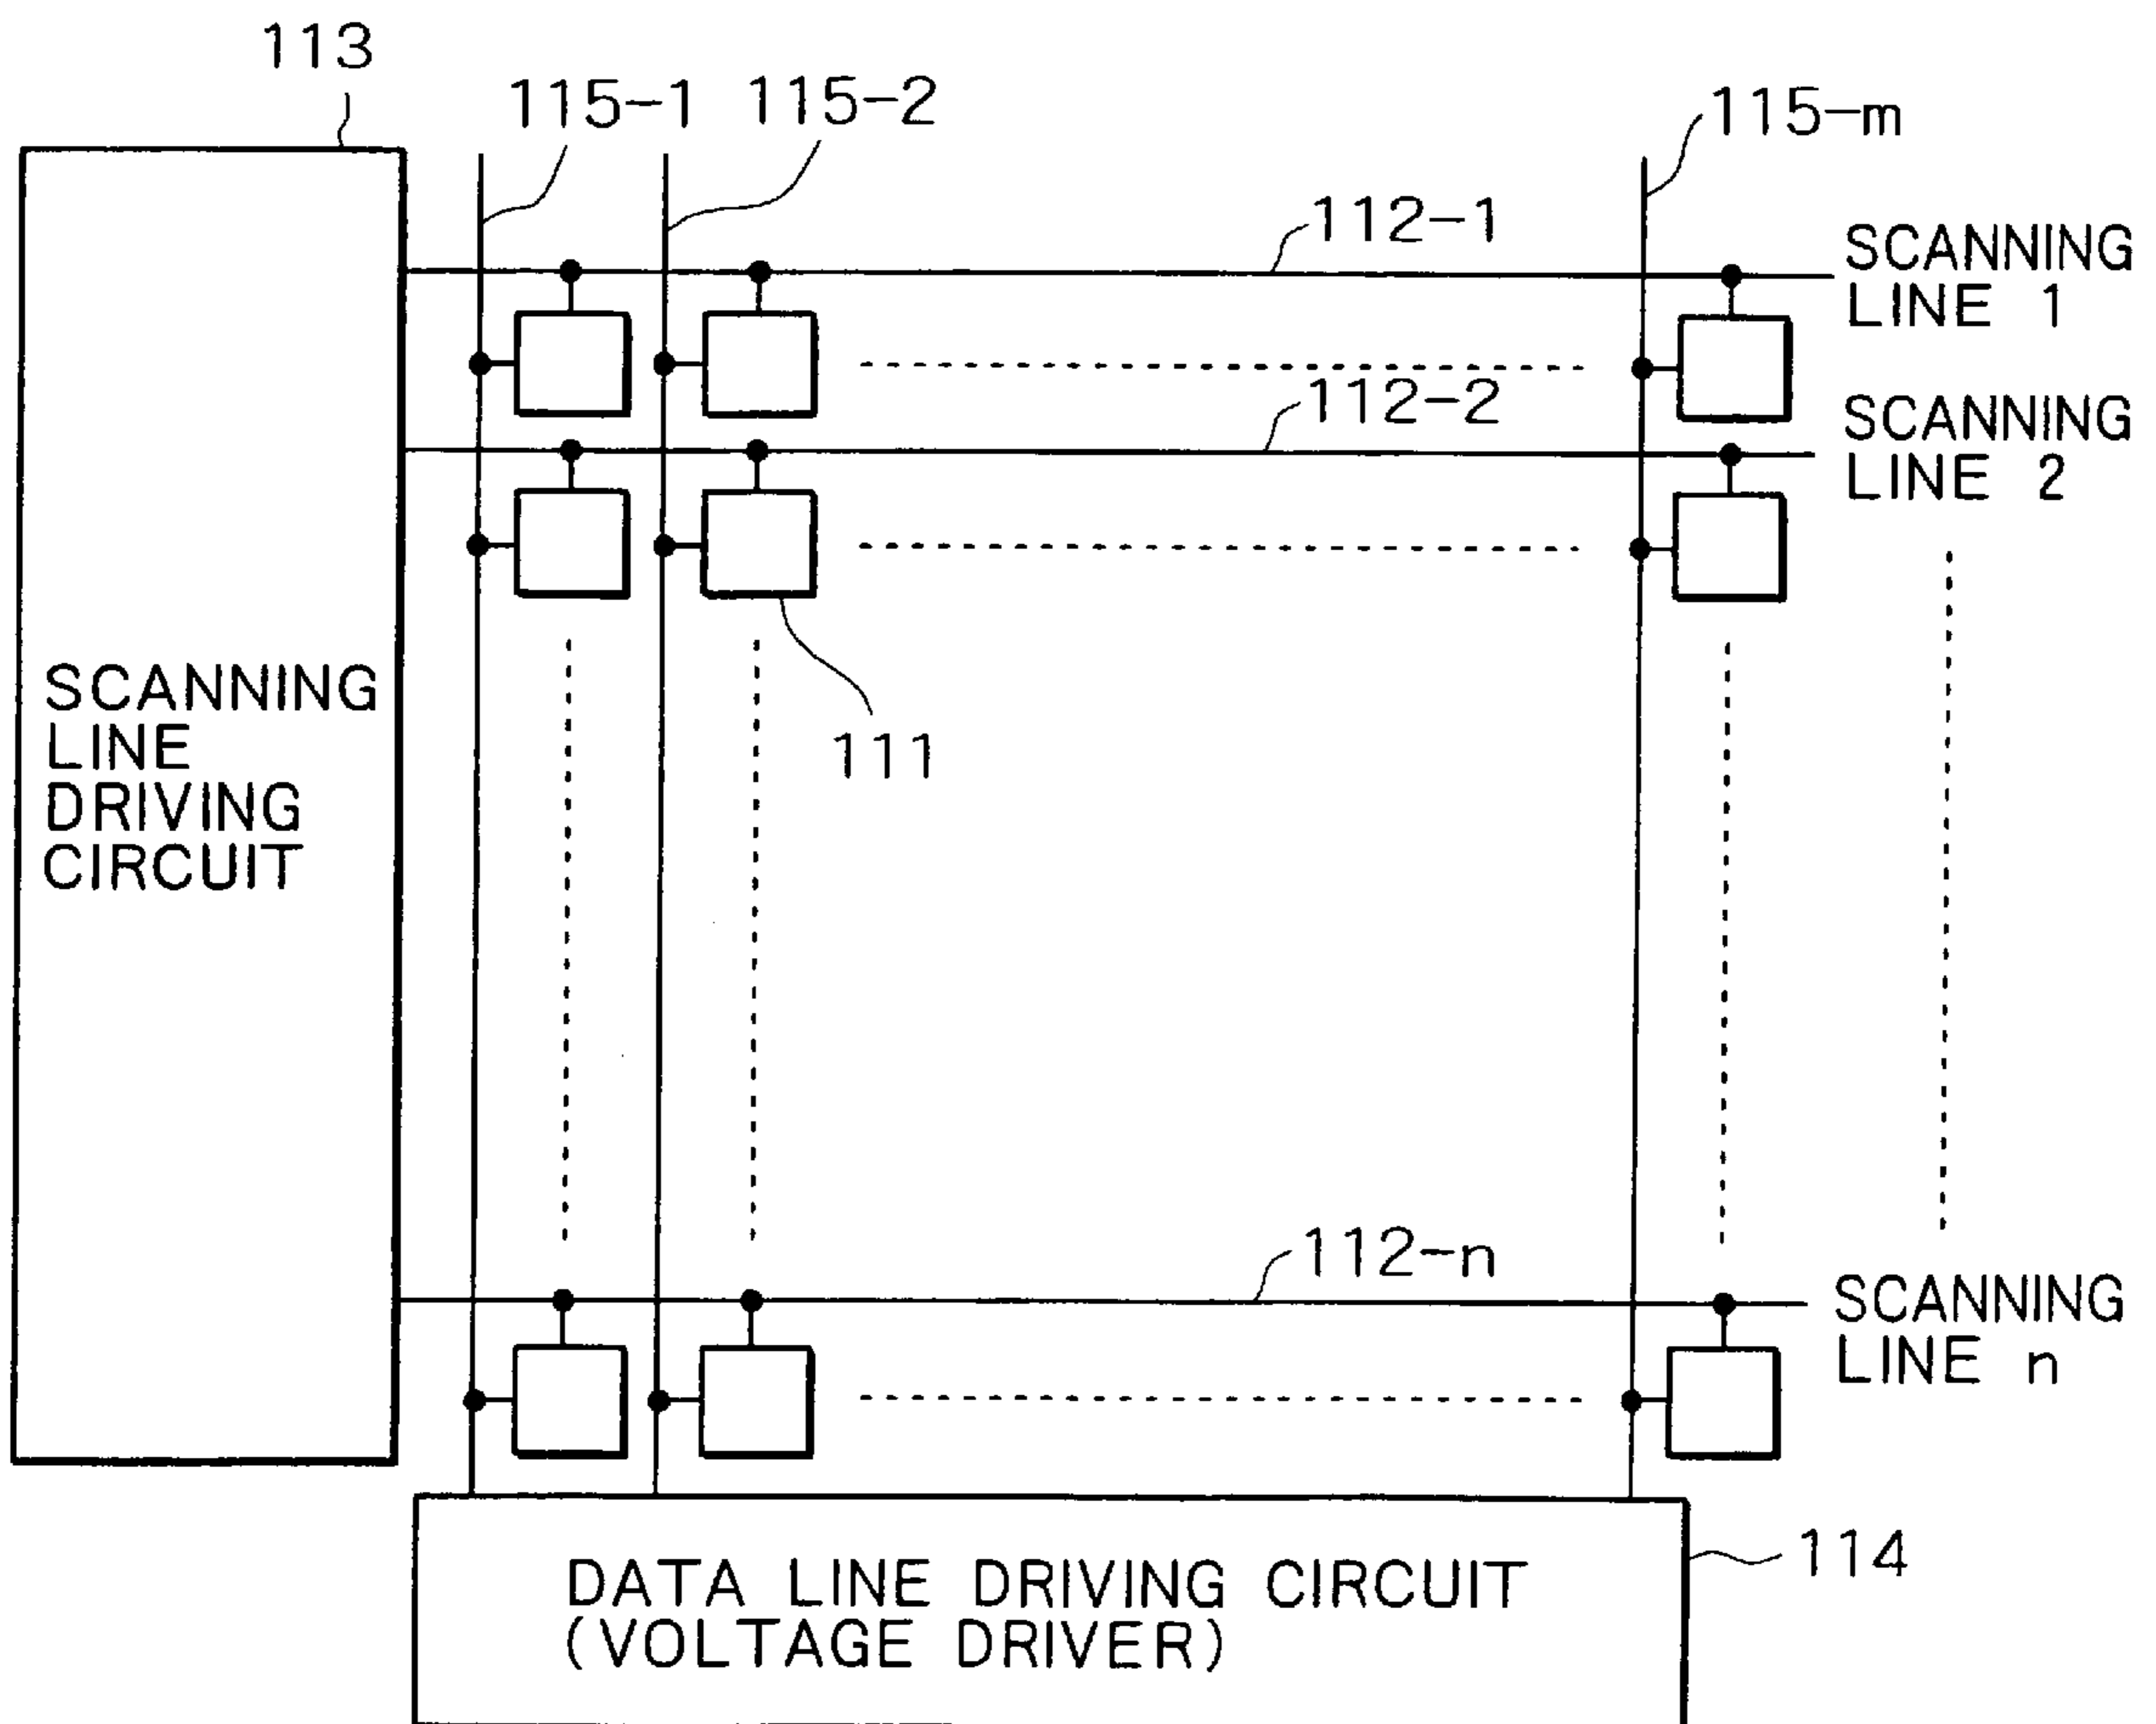 113
115-1
115-2
115-m
112-1
SCANNING
LINE 1
112-2
SCANNING
LINE 2
SCANNING
LINE
DRIVING
CIRCUIT
111
112-n
SCANNING
LINE n
DATA LINE DRIVING CIRCUIT
(VOLTAGE DRIVER)
114